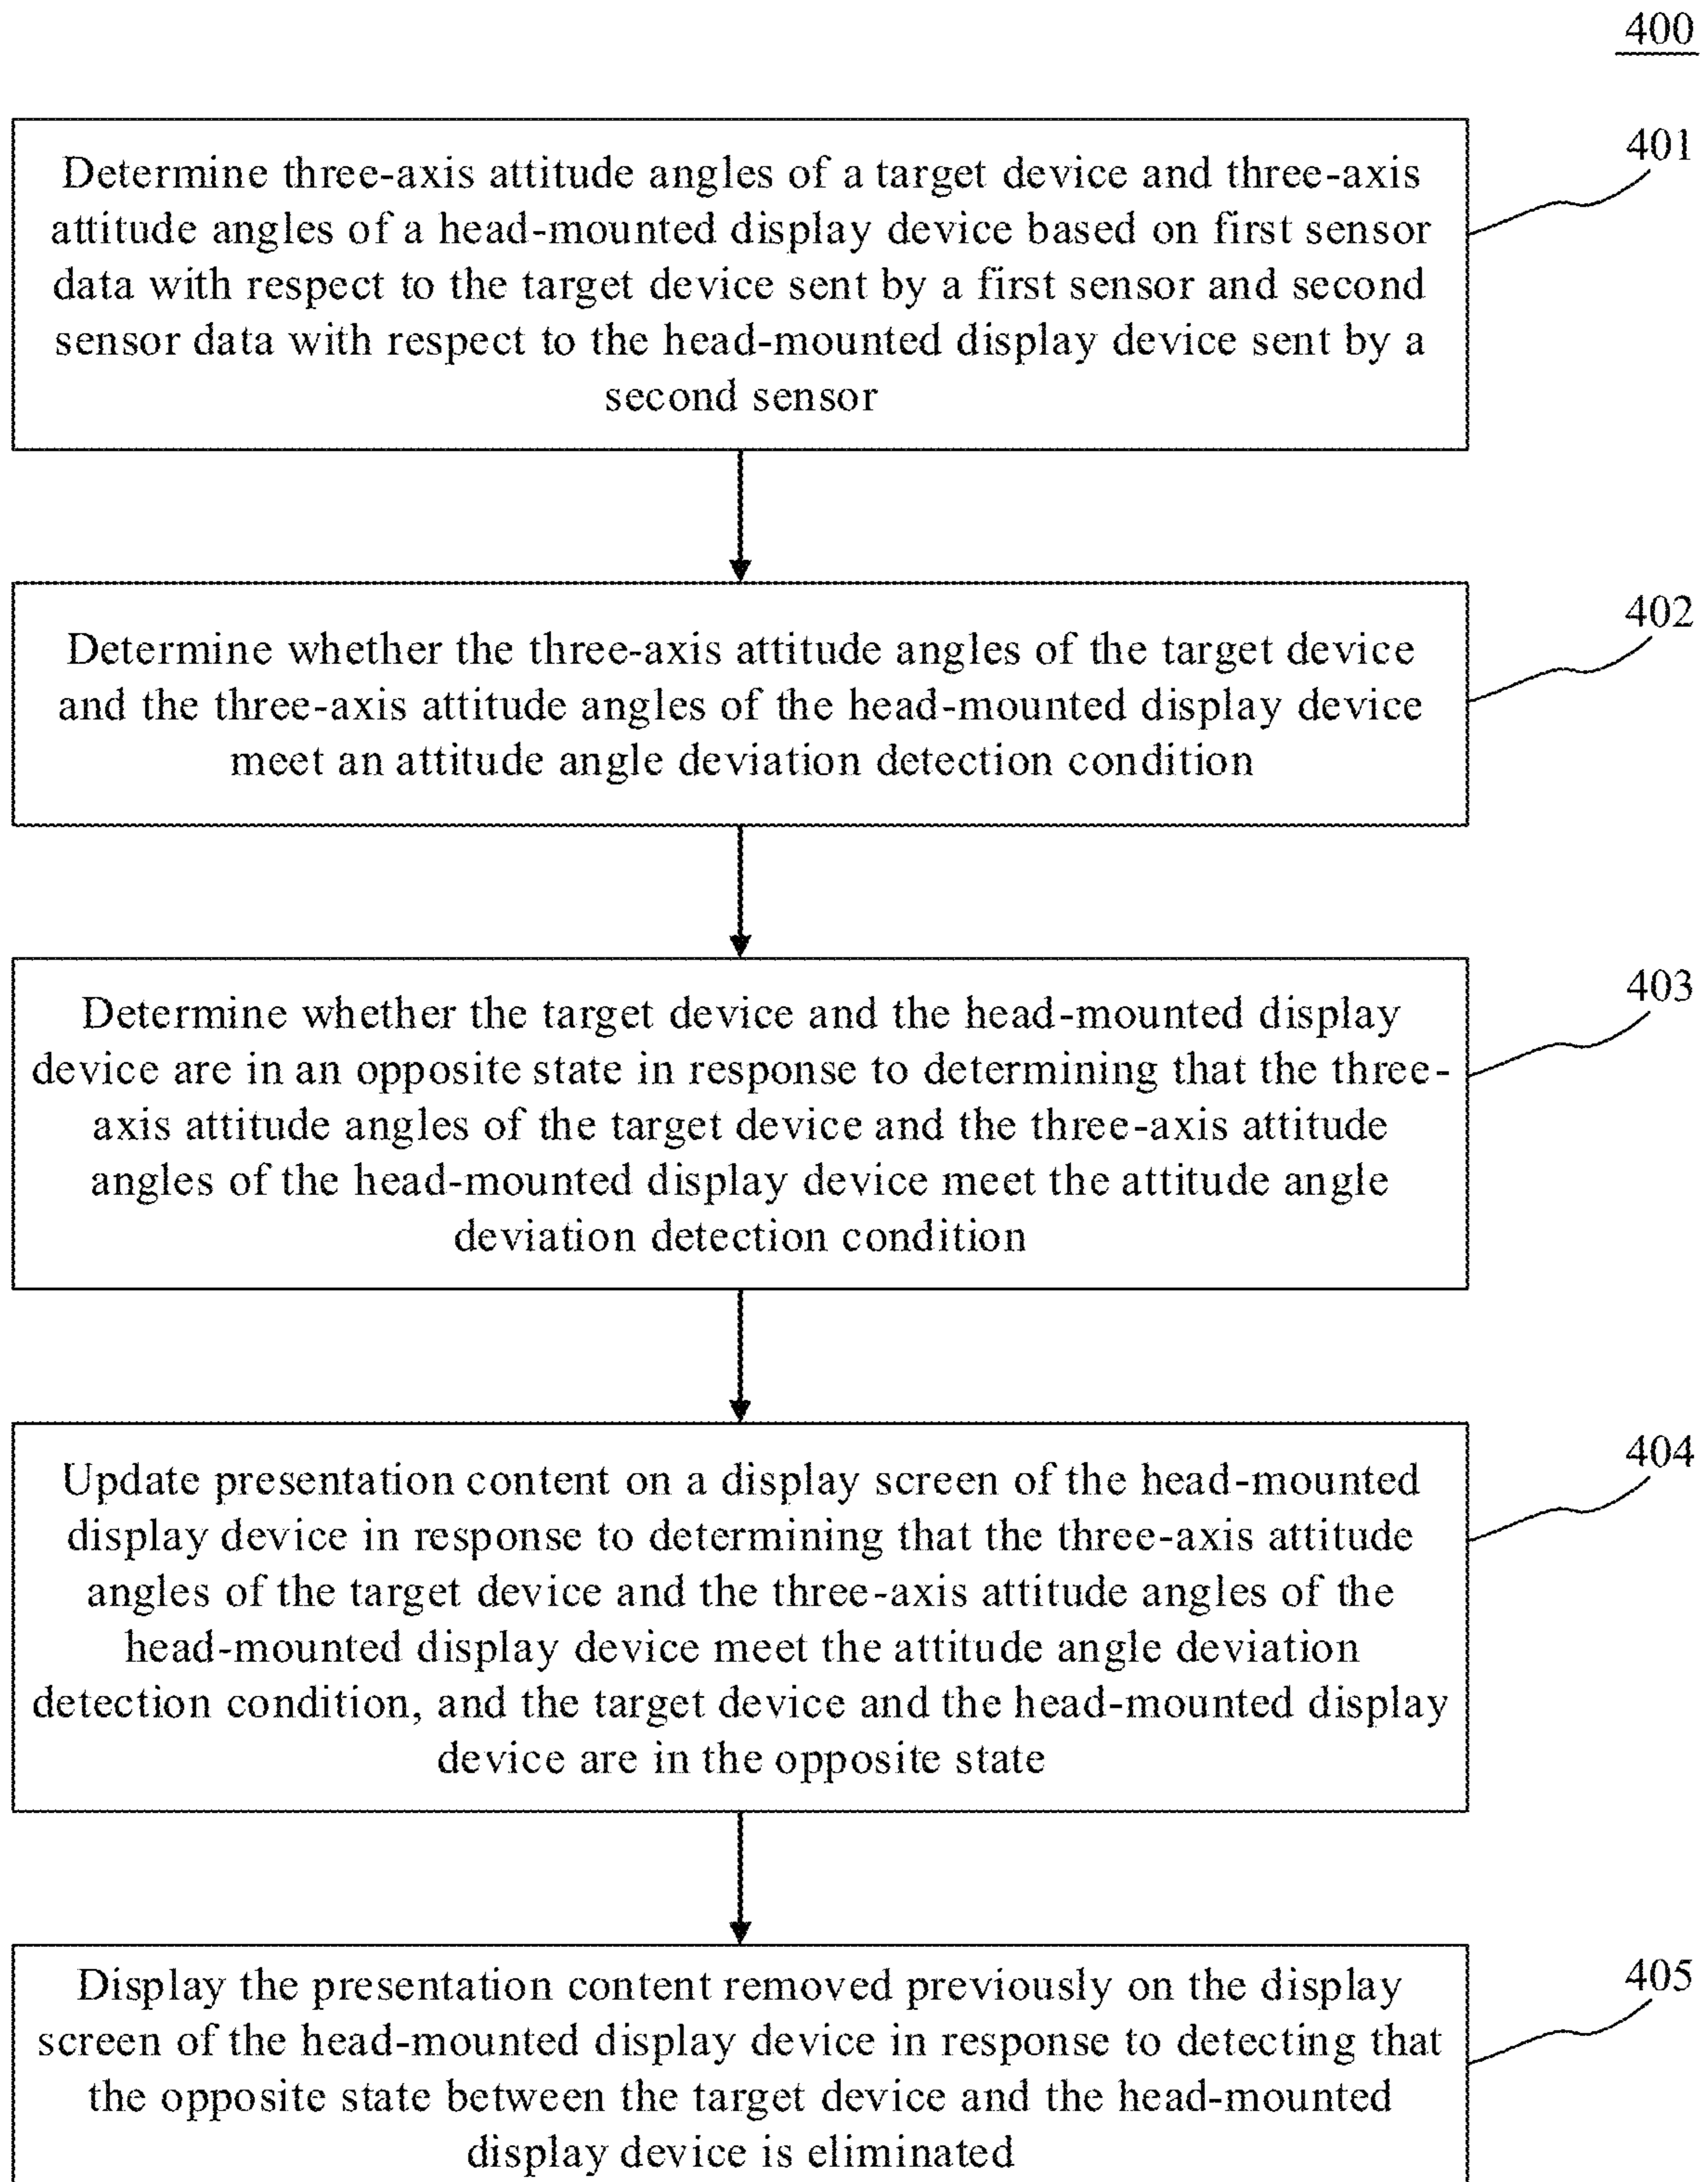 400
401
Determine three-axis attitude angles of a target device and three-axis
attitude angles of a head-mounted display device based on first sensor
data with respect to the target device sent by a first sensor and second
sensor data with respect to the head-mounted display device sent by a
second sensor
402
Determine whether the three-axis attitude angles of the target device
and the three-axis attitude angles of the head-mounted display device
meet an attitude angle deviation detection condition
403
Determine whether the target device and the head-mounted display
device are in an opposite state in response to determining that the three-
axis attitude angles of the target device and the three-axis attitude
angles of the head-mounted display device meet the attitude angle
deviation detection condition
404
Update presentation content on a display screen of the head-mounted
display device in response to determining that the three-axis attitude
angles of the target device and the three-axis attitude angles of the
head-mounted display device meet the attitude angle deviation
detection condition, and the target device and the head-mounted display
device are in the opposite state
405
Display the presentation content removed previously on the display
screen of the head-mounted display device in response to detecting that
the opposite state between the target device and the head-mounted
display device is eliminated